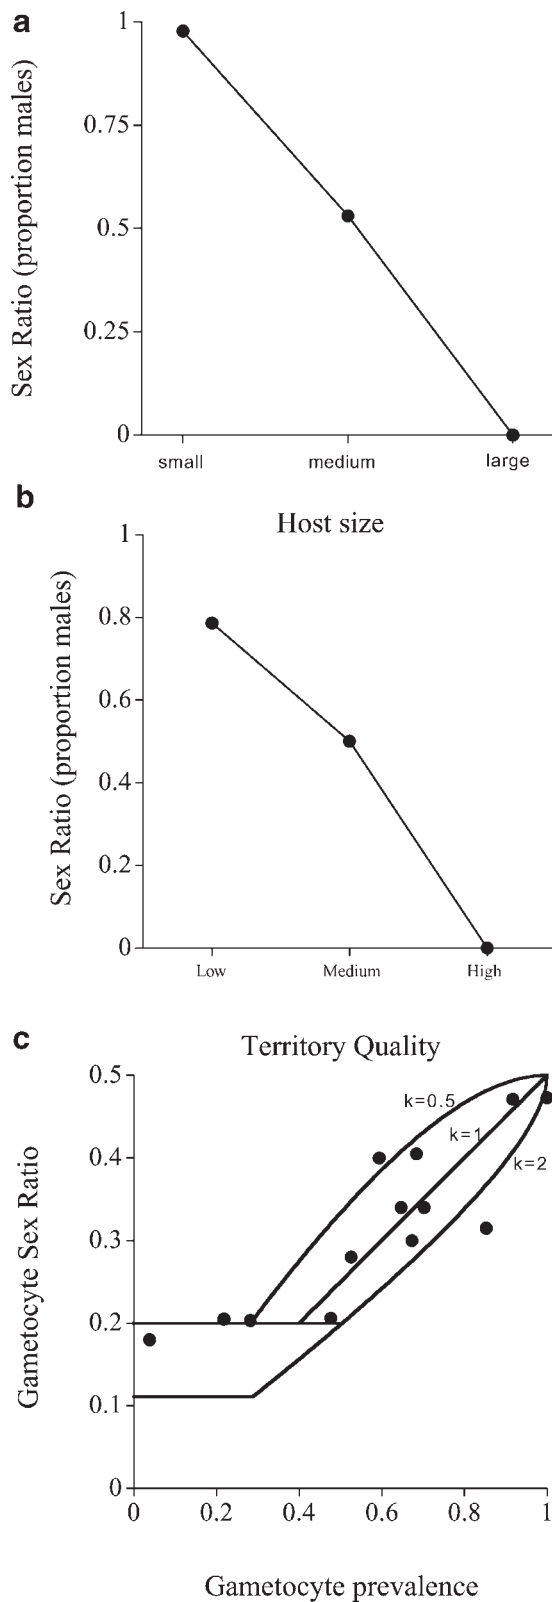 a
Sex Ratio (proportion males)
1
0.75
0.5
0.25
0
small medium large
Host size
b
Sex Ratio (proportion males)
1
0.8
0.6
0.4
0.2
0
Low Medium High
Territory Quality
c
Gametocyte Sex Ratio
0.5
0.4
0.3
0.2
0.1
0
k=0.5
k=1
k=2
0 0.2 0.4 0.6 0.8 1
Gametocyte prevalence